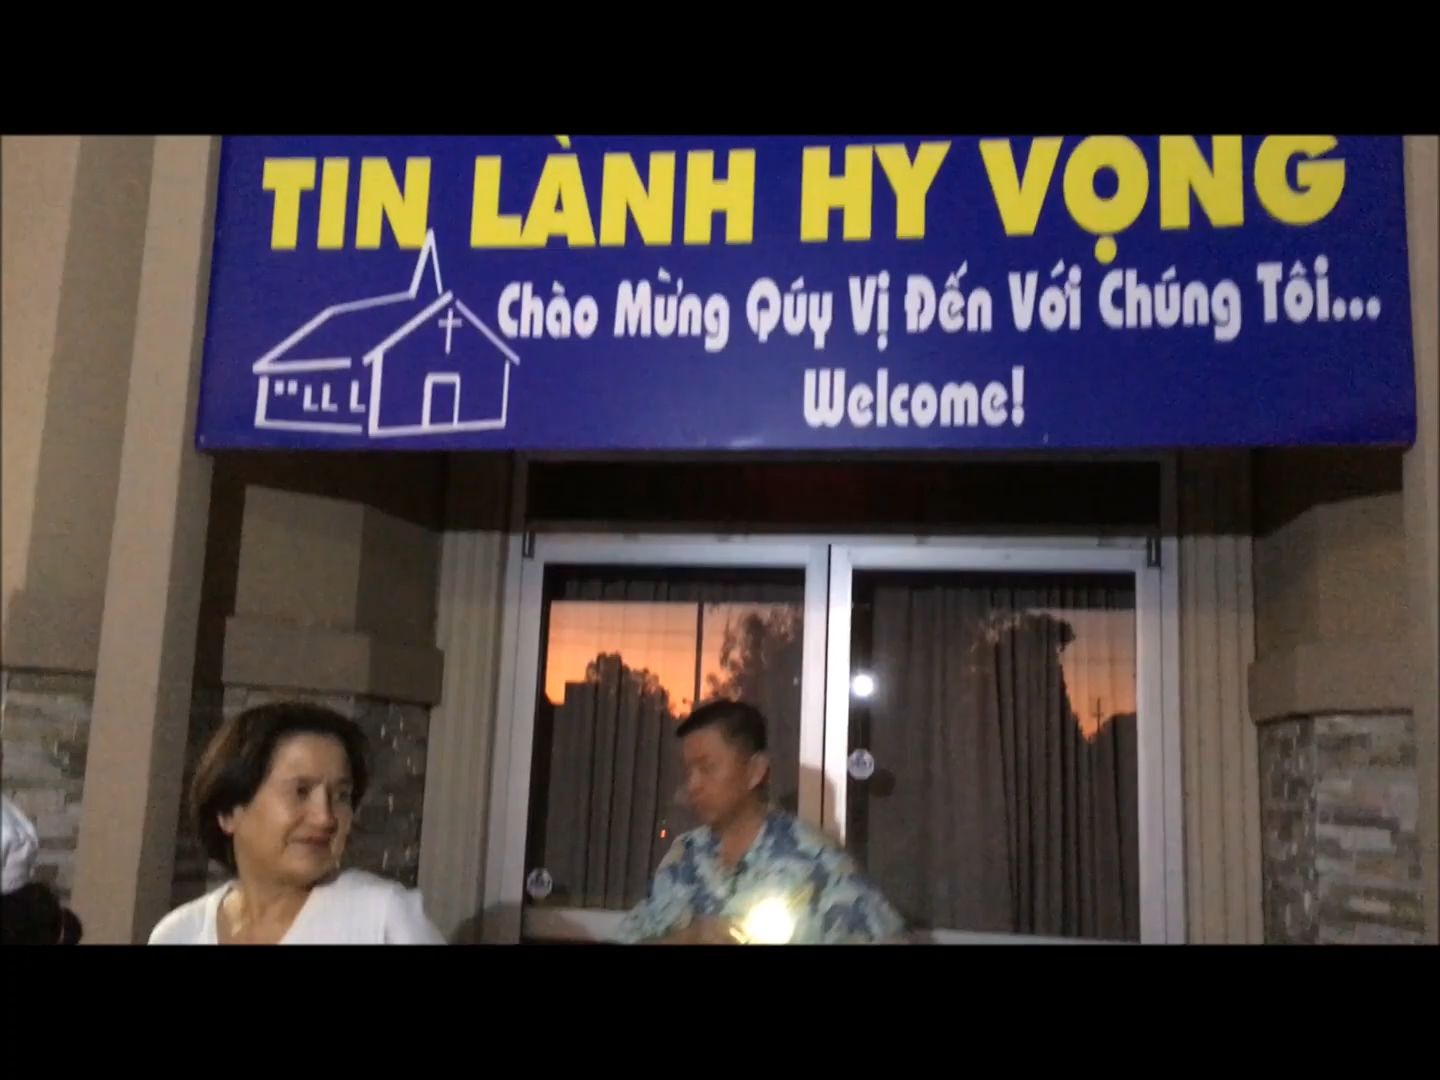 TIN LÀNH HY VỌNG
Chào Mừng Qúy Vị Đến Với Chúng Tôi...
Welcome!